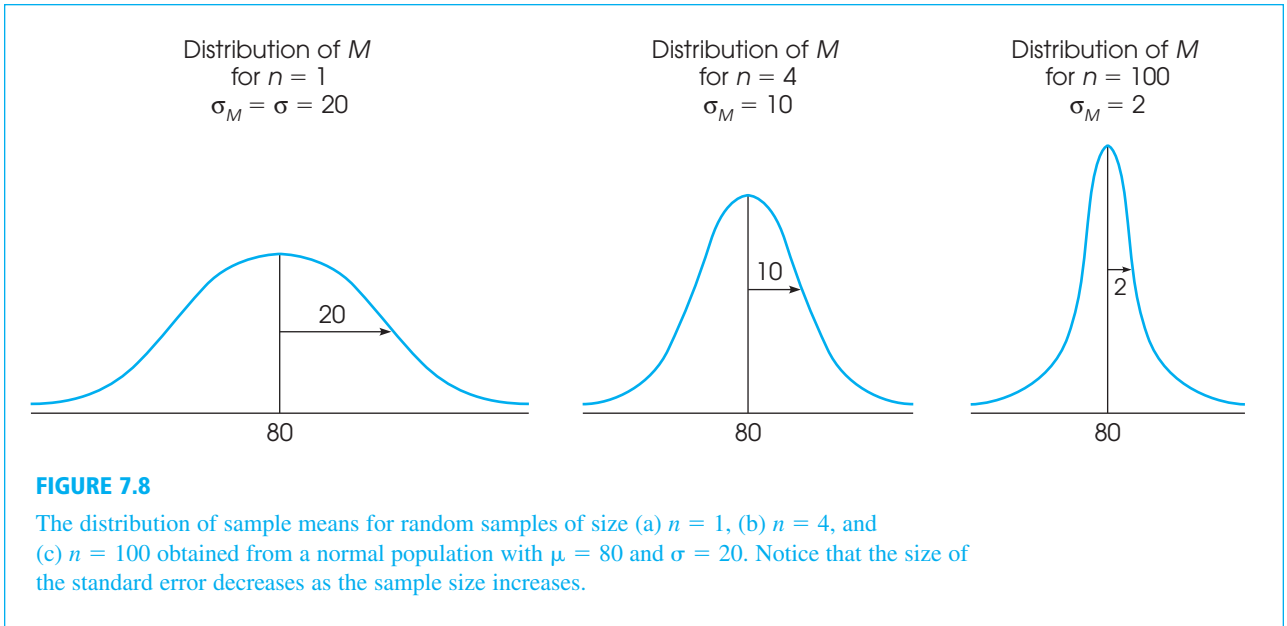 Distribution of M
for n = 1
σM = σ = 20
Distribution of M
for n = 4
σM = 10
Distribution of M
for n = 100
σM = 2
20
10
2
80
80
80
FIGURE 7.8
The distribution of sample means for random samples of size (a) n = 1, (b) n = 4, and
(c) n = 100 obtained from a normal population with μ = 80 and σ = 20. Notice that the size of
the standard error decreases as the sample size increases.